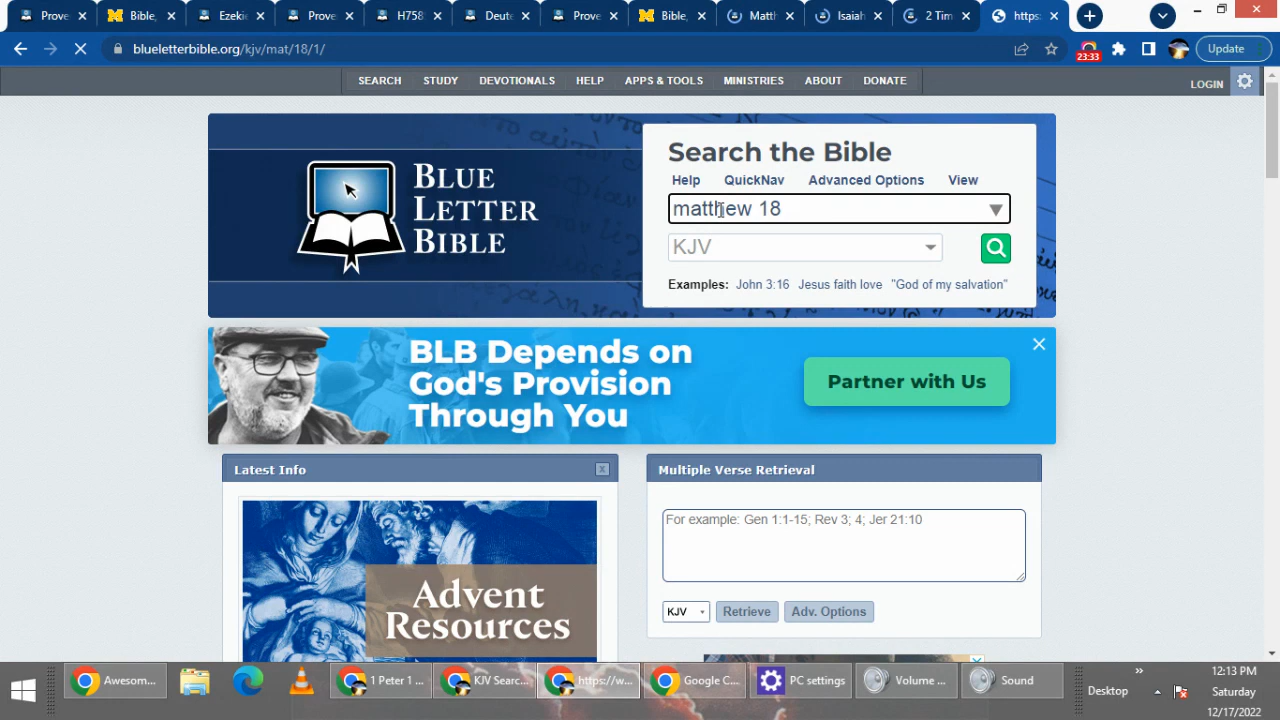 Prove
Bible,
Ezekie
Prove
H758
Deute
Prove
Bible,
Matth
Isaiah
2 Tim
https:
blueletterbible.org/kjv/mat/18/1/
23:33
Update
SEARCH STUDY DEVOTIONALS HELP APPS & TOOLS MINISTRIES ABOUT DONATE
LOGIN
BLUE
LETTER
BIBLE
Search the Bible
Help QuickNav Advanced Options View
matthew 18
KJV
Examples: John 3:16 Jesus faith love "God of my salvation"
BLB Depends on
God's Provision
Through You
Partner with Us
Latest Info
Advent
Resources
Multiple Verse Retrieval
For example: Gen 1:1-15; Rev 3; 4; Jer 21:10
KJV Retrieve Adv. Options
Awesom...
1 Peter 1 ...
KJV Searc...
https://w...
Google C...
PC settings
Volume ...
Sound
Desktop
12:13 PM
Saturday
12/17/2022